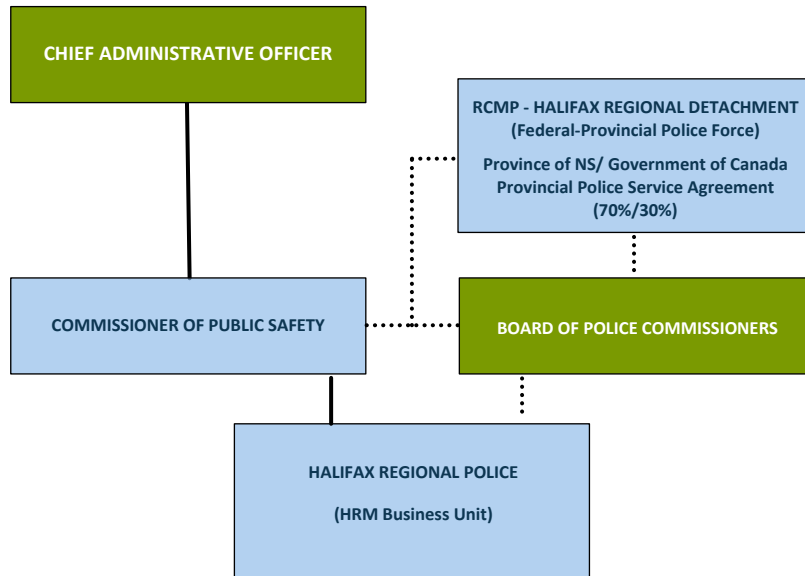 CHIEF ADMINISTRATIVE OFFICER
RCMP - HALIFAX REGIONAL DETACHMENT
(Federal-Provincial Police Force)
Province of NS/ Government of Canada
Provincial Police Service Agreement
(70%/30%)
COMMISSIONER OF PUBLIC SAFETY
BOARD OF POLICE COMMISSIONERS
HALIFAX REGIONAL POLICE
(HRM Business Unit)